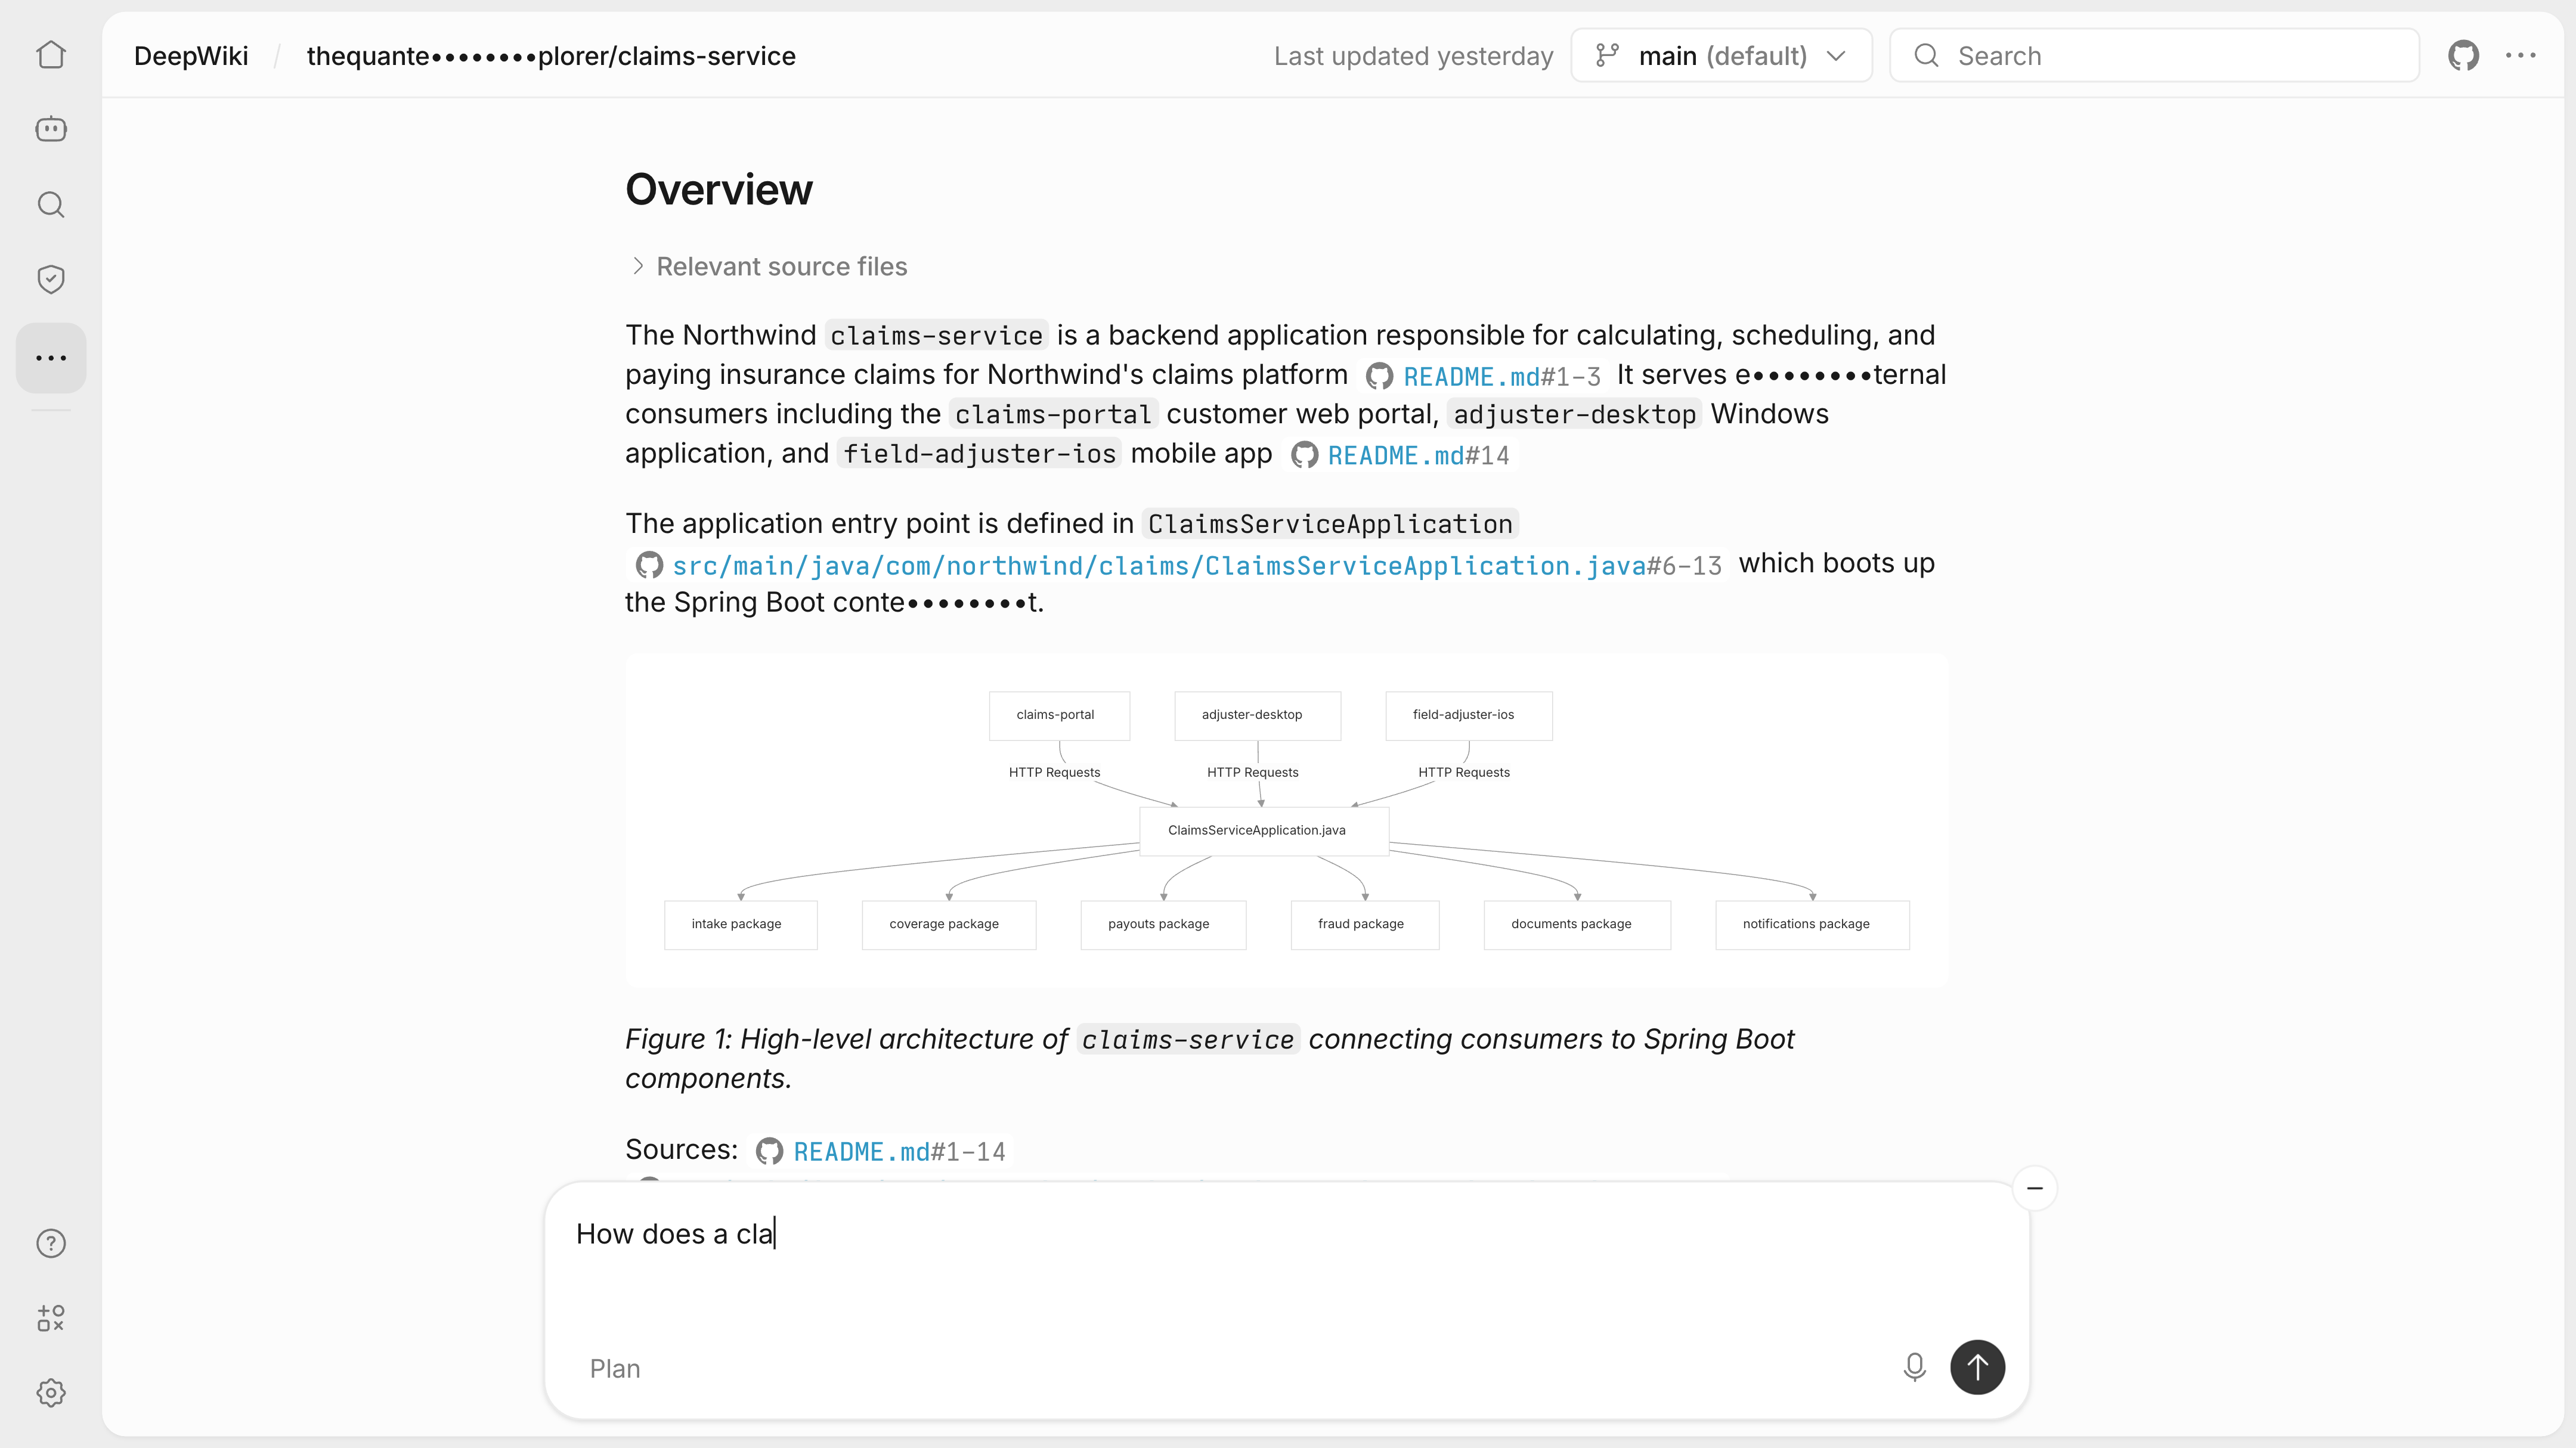 DeepWiki / thequante••••••••plorer/claims-service
Last updated yesterday
main (default)
Search
Overview
Relevant source files
The Northwind claims-service is a backend application responsible for calculating, scheduling, and
paying insurance claims for Northwind's claims platform README.md#1-3 It serves e••••••••ternal
consumers including the claims-portal customer web portal, adjuster-desktop Windows
application, and field-adjuster-ios mobile app README.md#14
The application entry point is defined in ClaimsServiceApplication
src/main/java/com/northwind/claims/ClaimsServiceApplication.java#6-13 which boots up
the Spring Boot conte••••••••t.
claims-portal
adjuster-desktop
field-adjuster-ios
HTTP Requests
HTTP Requests
HTTP Requests
ClaimsServiceApplication.java
intake package
coverage package
payouts package
fraud package
documents package
notifications package
Figure 1: High-level architecture of claims-service connecting consumers to Spring Boot
components.
Sources: README.md#1-14
How does a cla
Plan